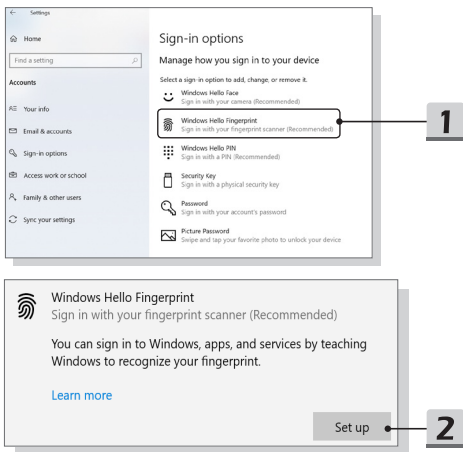 Settings
Home
Find a setting
Accounts
Your info
Email & accounts
Sign-in options
Access work or school
Family & other users
Sync your settings
Sign-in options
Manage how you sign in to your device
Select a sign-in option to add, change, or remove it.
Windows Hello Face
Sign in with your camera (Recommended)
Windows Hello Fingerprint
Sign in with your fingerprint scanner (Recommended)
Windows Hello PIN
Sign in with a PIN (Recommended)
Security Key
Sign in with a physical security key
Password
Sign in with your account's password
Picture Password
Swipe and tap your favorite photo to unlock your device
1
Windows Hello Fingerprint
Sign in with your fingerprint scanner (Recommended)
You can sign in to Windows, apps, and services by teaching
Windows to recognize your fingerprint.
Learn more
Set up
2